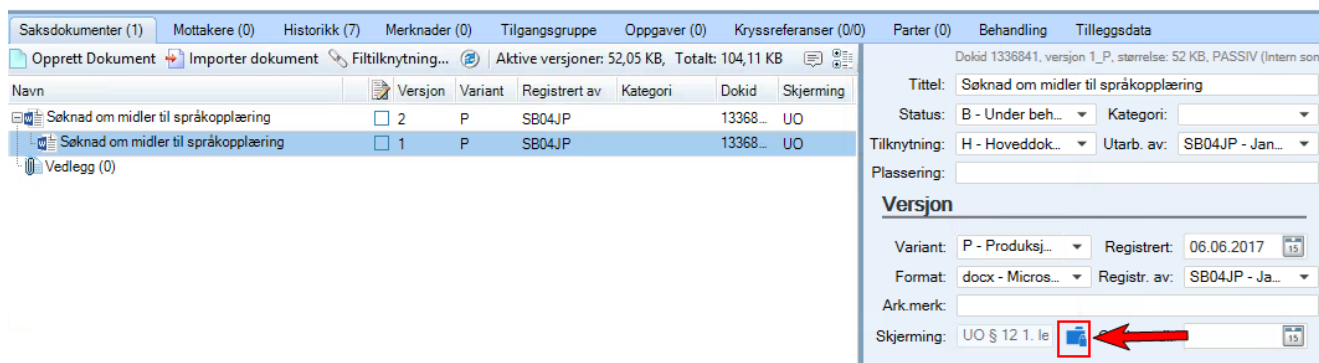 Saksdokumenter (1) Mottakere (0) Historikk (7) Merknader (0) Tilgangsgruppe Oppgaver (0) Kryssreferanser (0/0) Parter (0) Behandling Tilleggsdata
Opprett Dokument Importer dokument Filtilknytning... Aktive versjoner: 52,05 KB, Totalt: 104,11 KB
Navn Versjon Variant Registrert av Kategori Dokid Skjerming
Søknad om midler til språkopplæring 2 P SB04JP 13368... UO
Søknad om midler til språkopplæring 1 P SB04JP 13368... UO
Vedlegg (0)
Dokid 1336841, versjon 1_P, størrelse: 52 KB, PASSIV (Intern som
Tittel: Søknad om midler til språkopplæring
Status: B - Under beh... Kategori:
Tilknytning: H - Hoveddok... Utarb. av: SB04JP - Jan...
Plassering:
Versjon
Variant: P - Produksj... Registrert: 06.06.2017 15
Format: docx - Micros... Registr. av: SB04JP - Ja...
Ark.merk:
Skjerming: UO § 12 1. le 15